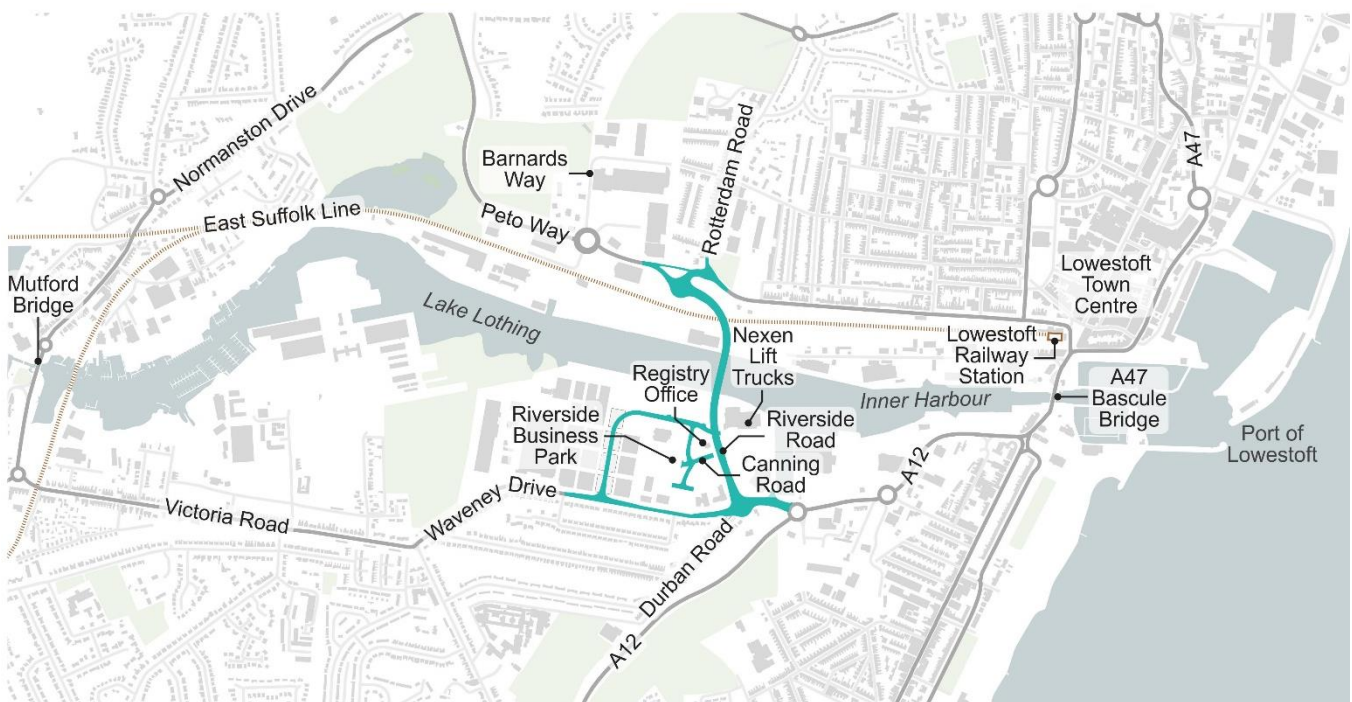 Normanston Drive
A47
Barnards
Way
Rotterdam Road
East Suffolk Line
Peto Way
Mutford
Bridge
Lowestoft
Town
Centre
Lake Lothing
Nexen
Lift
Trucks
Lowestoft
Railway
Station
Registry
Office
Inner Harbour
A47
Bascule
Bridge
Riverside
Business
Park
Riverside
Road
Port of
Lowestoft
Canning
Road
A12
Victoria Road
Waveney Drive
Durban Road
A12